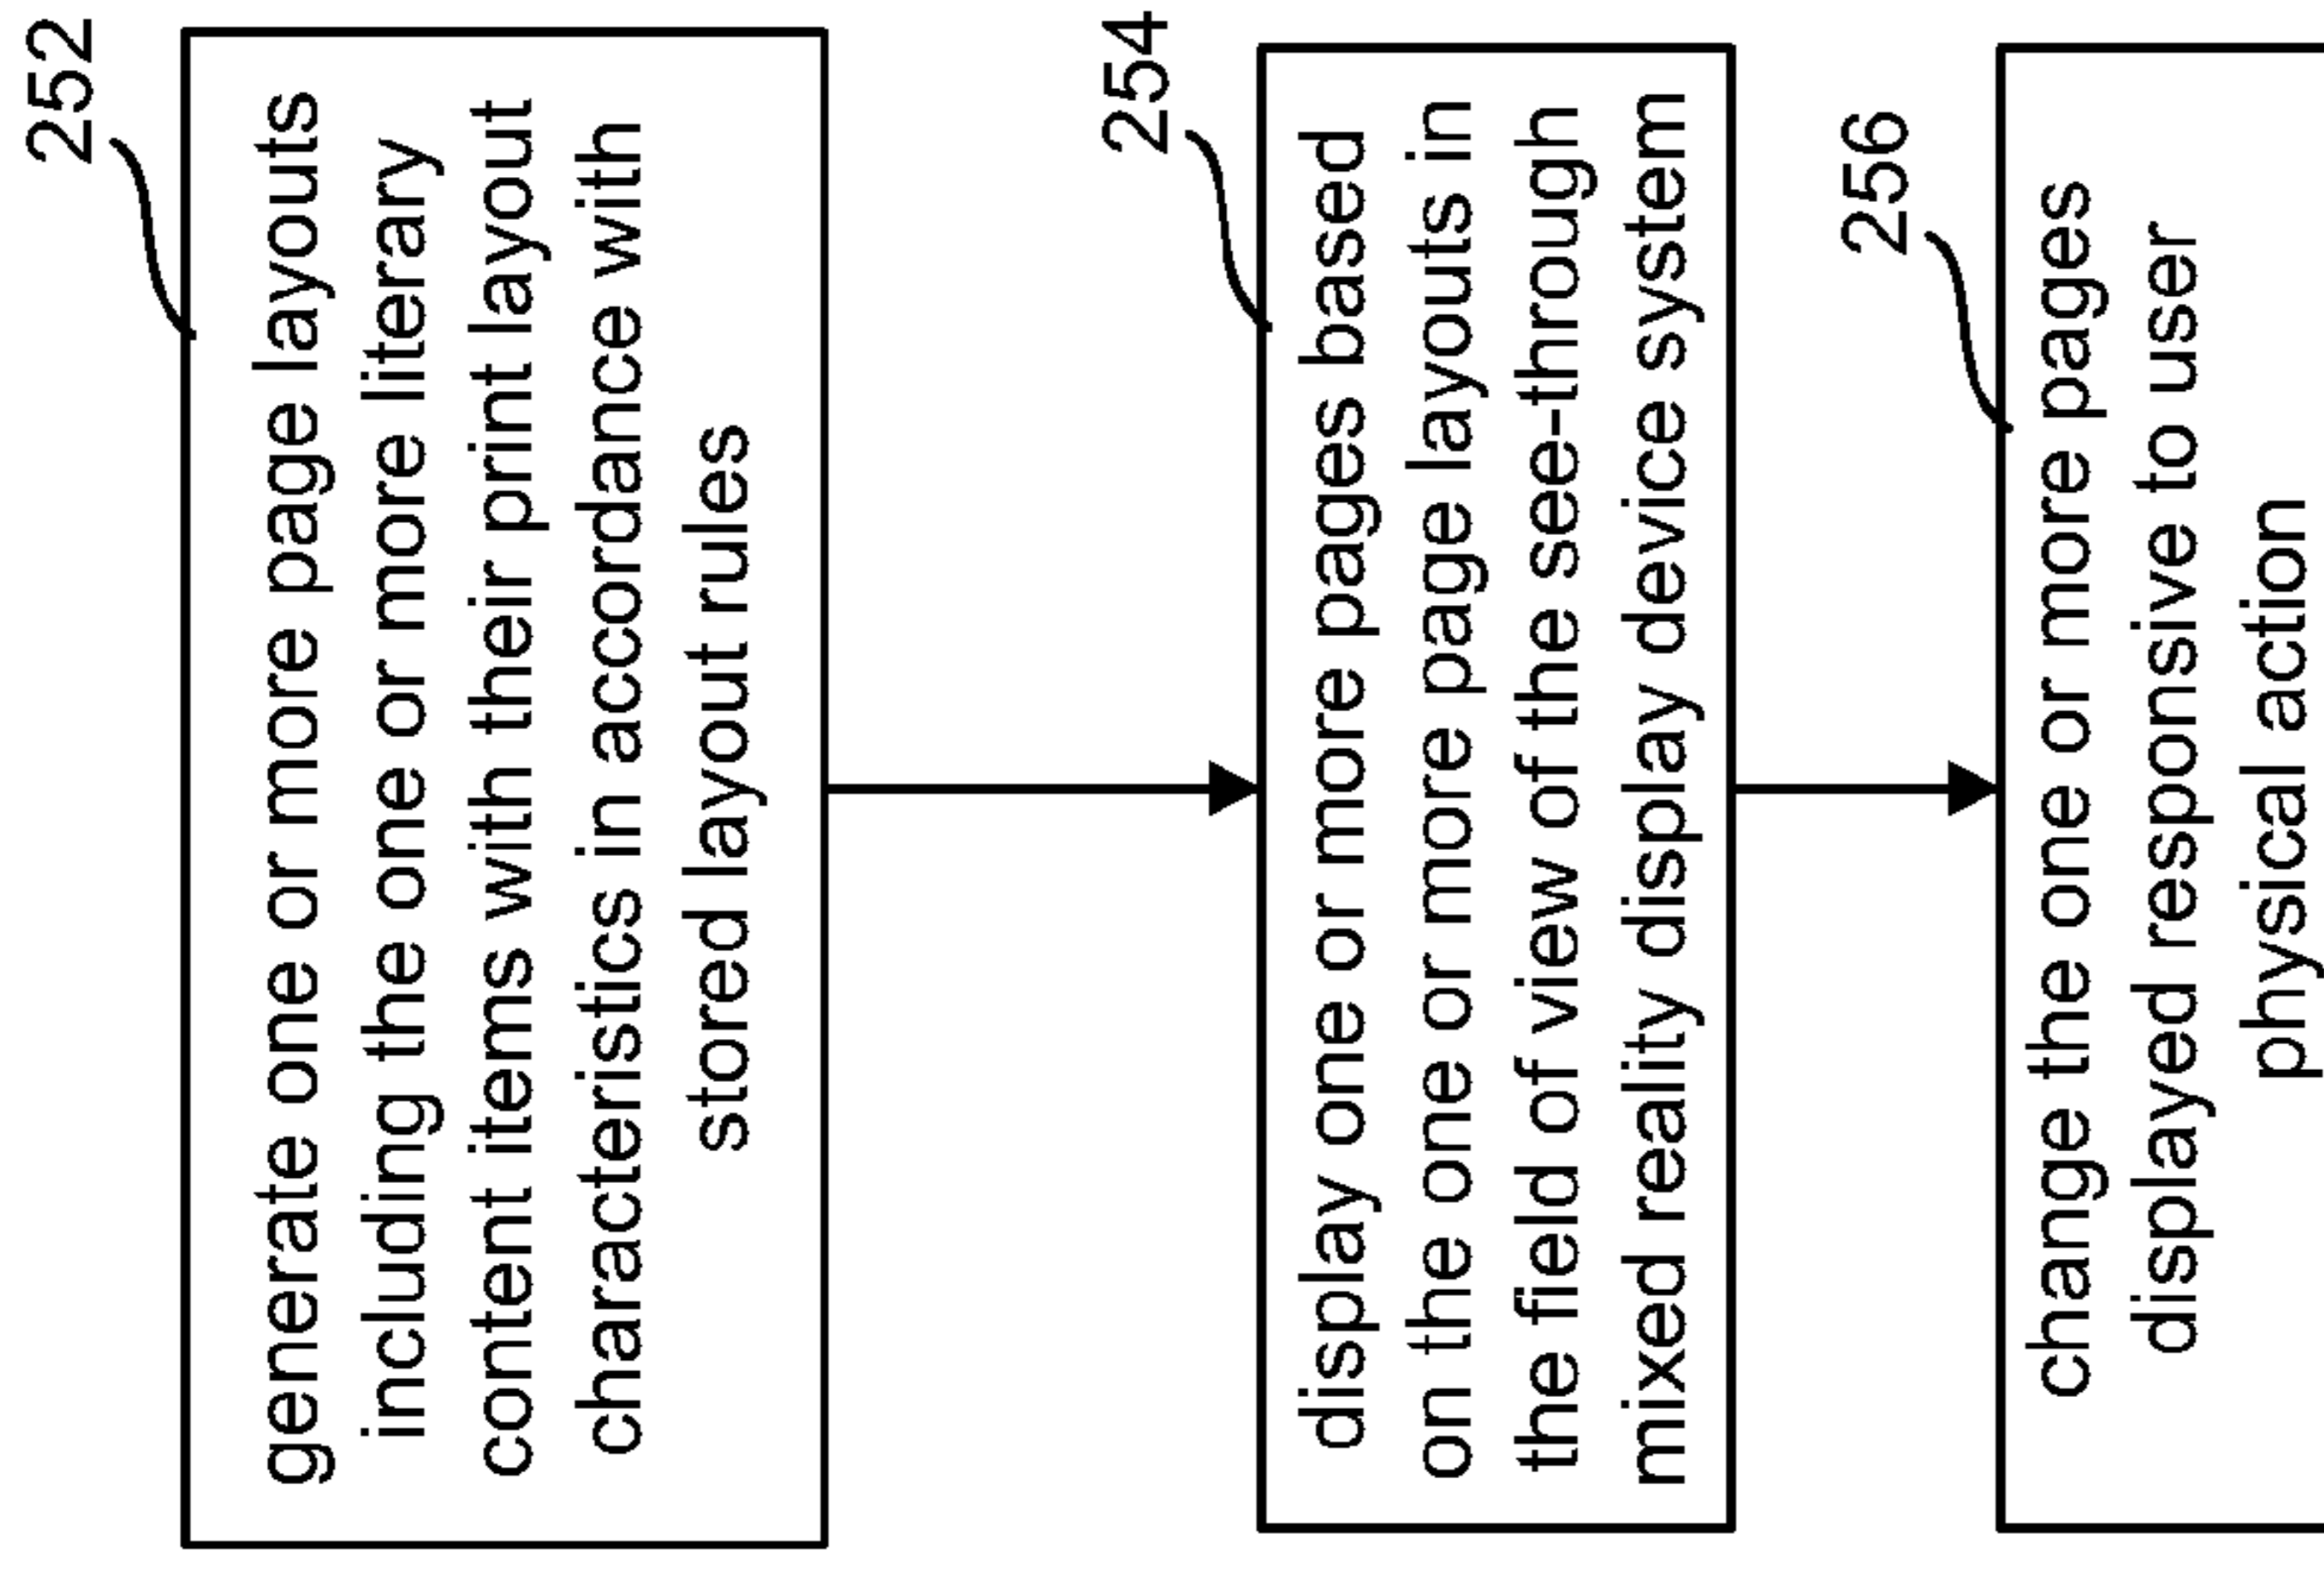 252
generate one or more page layouts
including the one or more literary
content items with their print layout
characteristics in accordance with
stored layout rules
254
display one or more pages based
on the one or more page layouts in
the field of view of the see-through
mixed reality display device system
256
change the one or more pages
displayed responsive to user
physical action